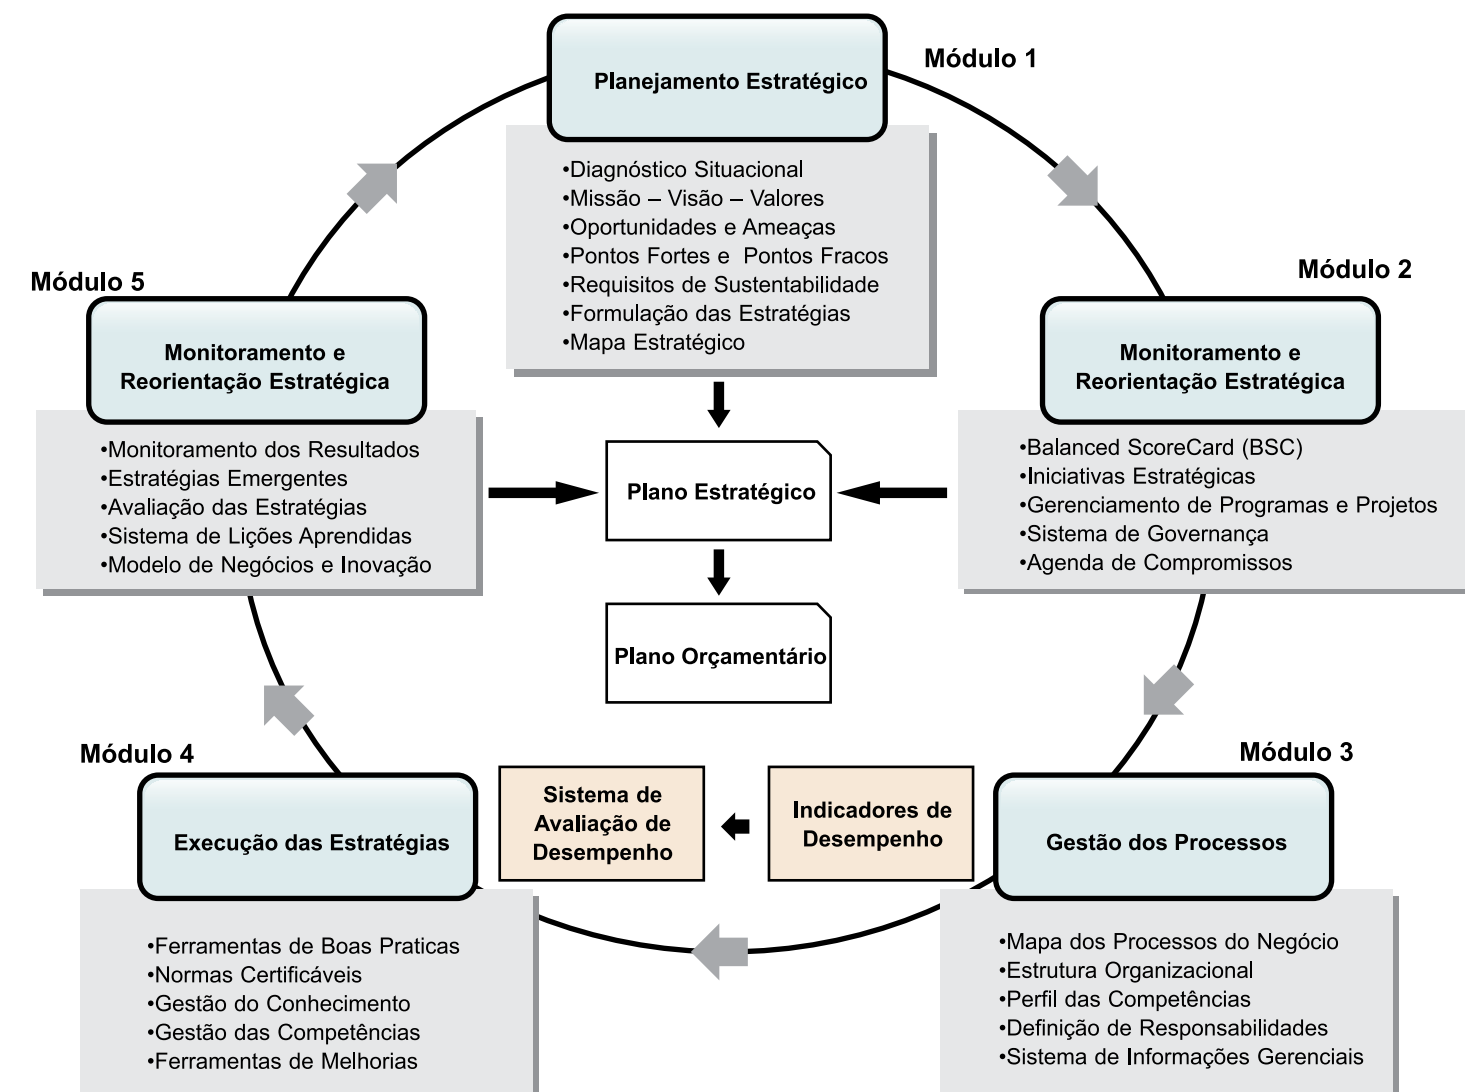 Módulo 1
Planejamento Estratégico
•Diagnóstico Situacional
•Missão – Visão – Valores
•Oportunidades e Ameaças
•Pontos Fortes e Pontos Fracos
•Requisitos de Sustentabilidade
•Formulação das Estratégias
•Mapa Estratégico
Módulo 2
Monitoramento e
Reorientação Estratégica
•Balanced ScoreCard (BSC)
•Iniciativas Estratégicas
•Gerenciamento de Programas e Projetos
•Sistema de Governança
•Agenda de Compromissos
Módulo 5
Monitoramento e
Reorientação Estratégica
•Monitoramento dos Resultados
•Estratégias Emergentes
•Avaliação das Estratégias
•Sistema de Lições Aprendidas
•Modelo de Negócios e Inovação
Plano Estratégico
Plano Orçamentário
Módulo 4
Execução das Estratégias
•Ferramentas de Boas Praticas
•Normas Certificáveis
•Gestão do Conhecimento
•Gestão das Competências
•Ferramentas de Melhorias
Sistema de
Avaliação de
Desempenho
Indicadores de
Desempenho
Módulo 3
Gestão dos Processos
•Mapa dos Processos do Negócio
•Estrutura Organizacional
•Perfil das Competências
•Definição de Responsabilidades
•Sistema de Informações Gerenciais